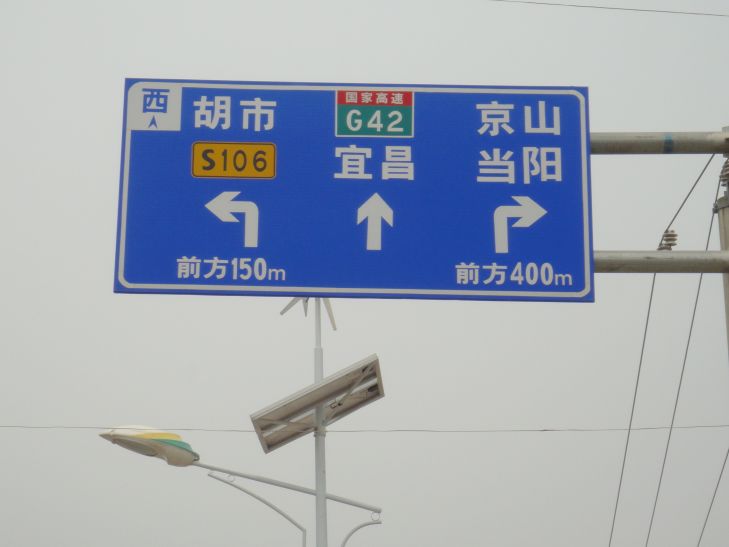 西
胡市
S106
前方150m
国家高速
G42
宜昌
京山
当阳
前方400m